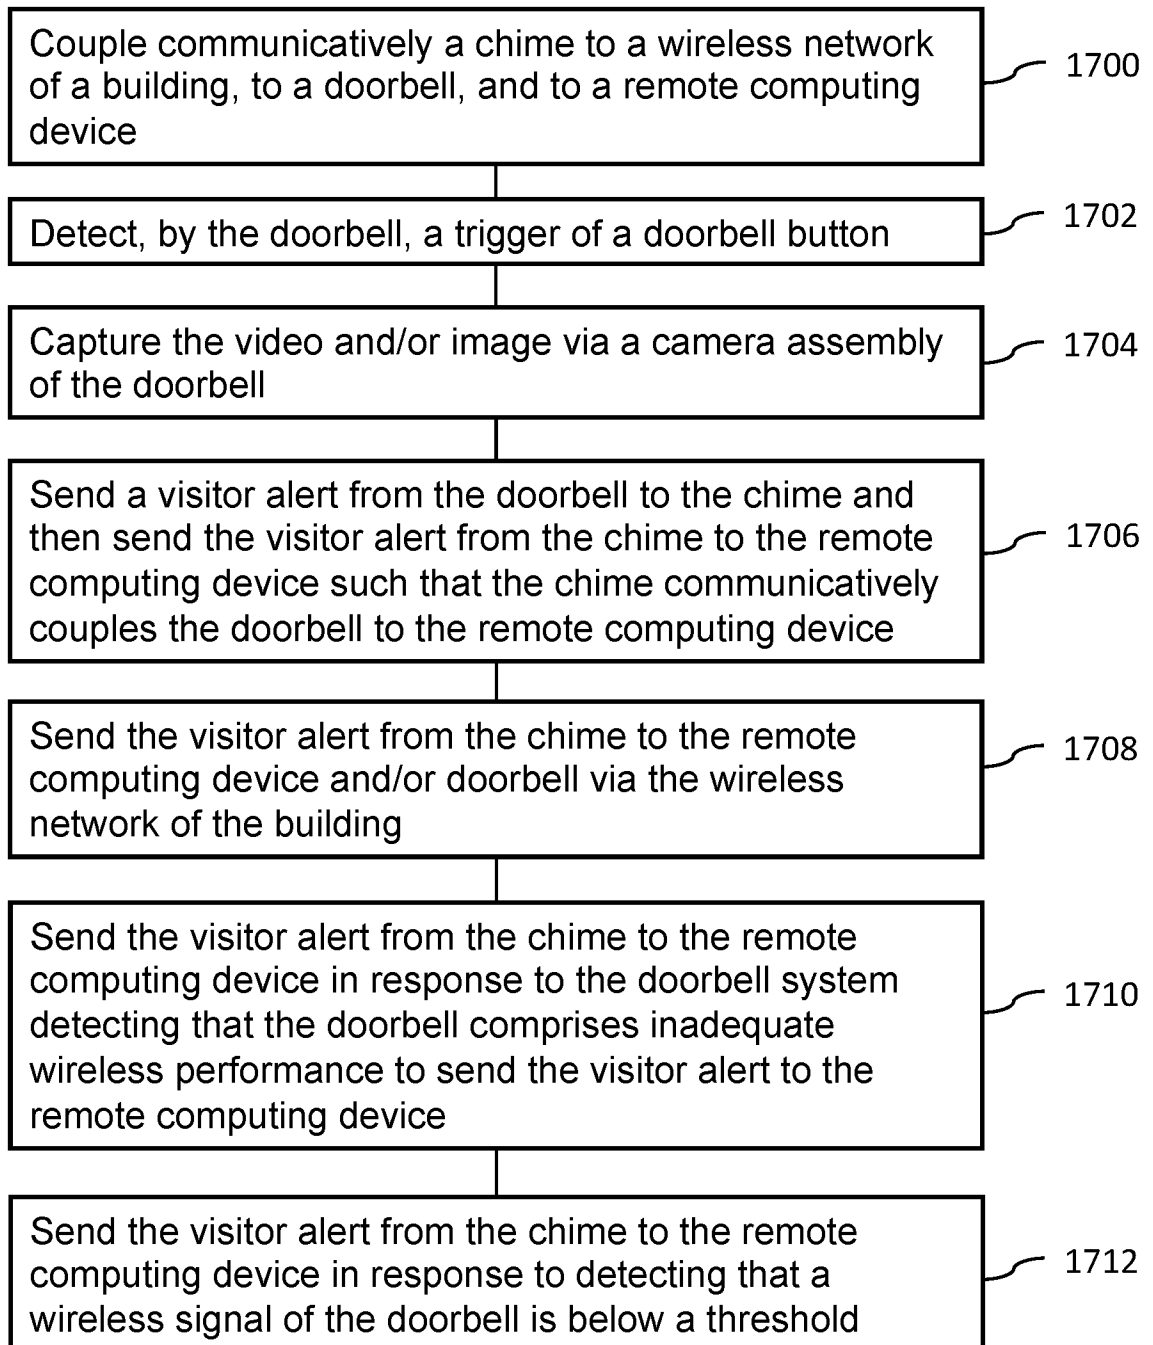 Couple communicatively a chime to a wireless network
of a building, to a doorbell, and to a remote computing
device
1700
Detect, by the doorbell, a trigger of a doorbell button
1702
Capture the video and/or image via a camera assembly
of the doorbell
1704
Send a visitor alert from the doorbell to the chime and
then send the visitor alert from the chime to the remote
computing device such that the chime communicatively
couples the doorbell to the remote computing device
1706
Send the visitor alert from the chime to the remote
computing device and/or doorbell via the wireless
network of the building
1708
Send the visitor alert from the chime to the remote
computing device in response to the doorbell system
detecting that the doorbell comprises inadequate
wireless performance to send the visitor alert to the
remote computing device
1710
Send the visitor alert from the chime to the remote
computing device in response to detecting that a
wireless signal of the doorbell is below a threshold
1712